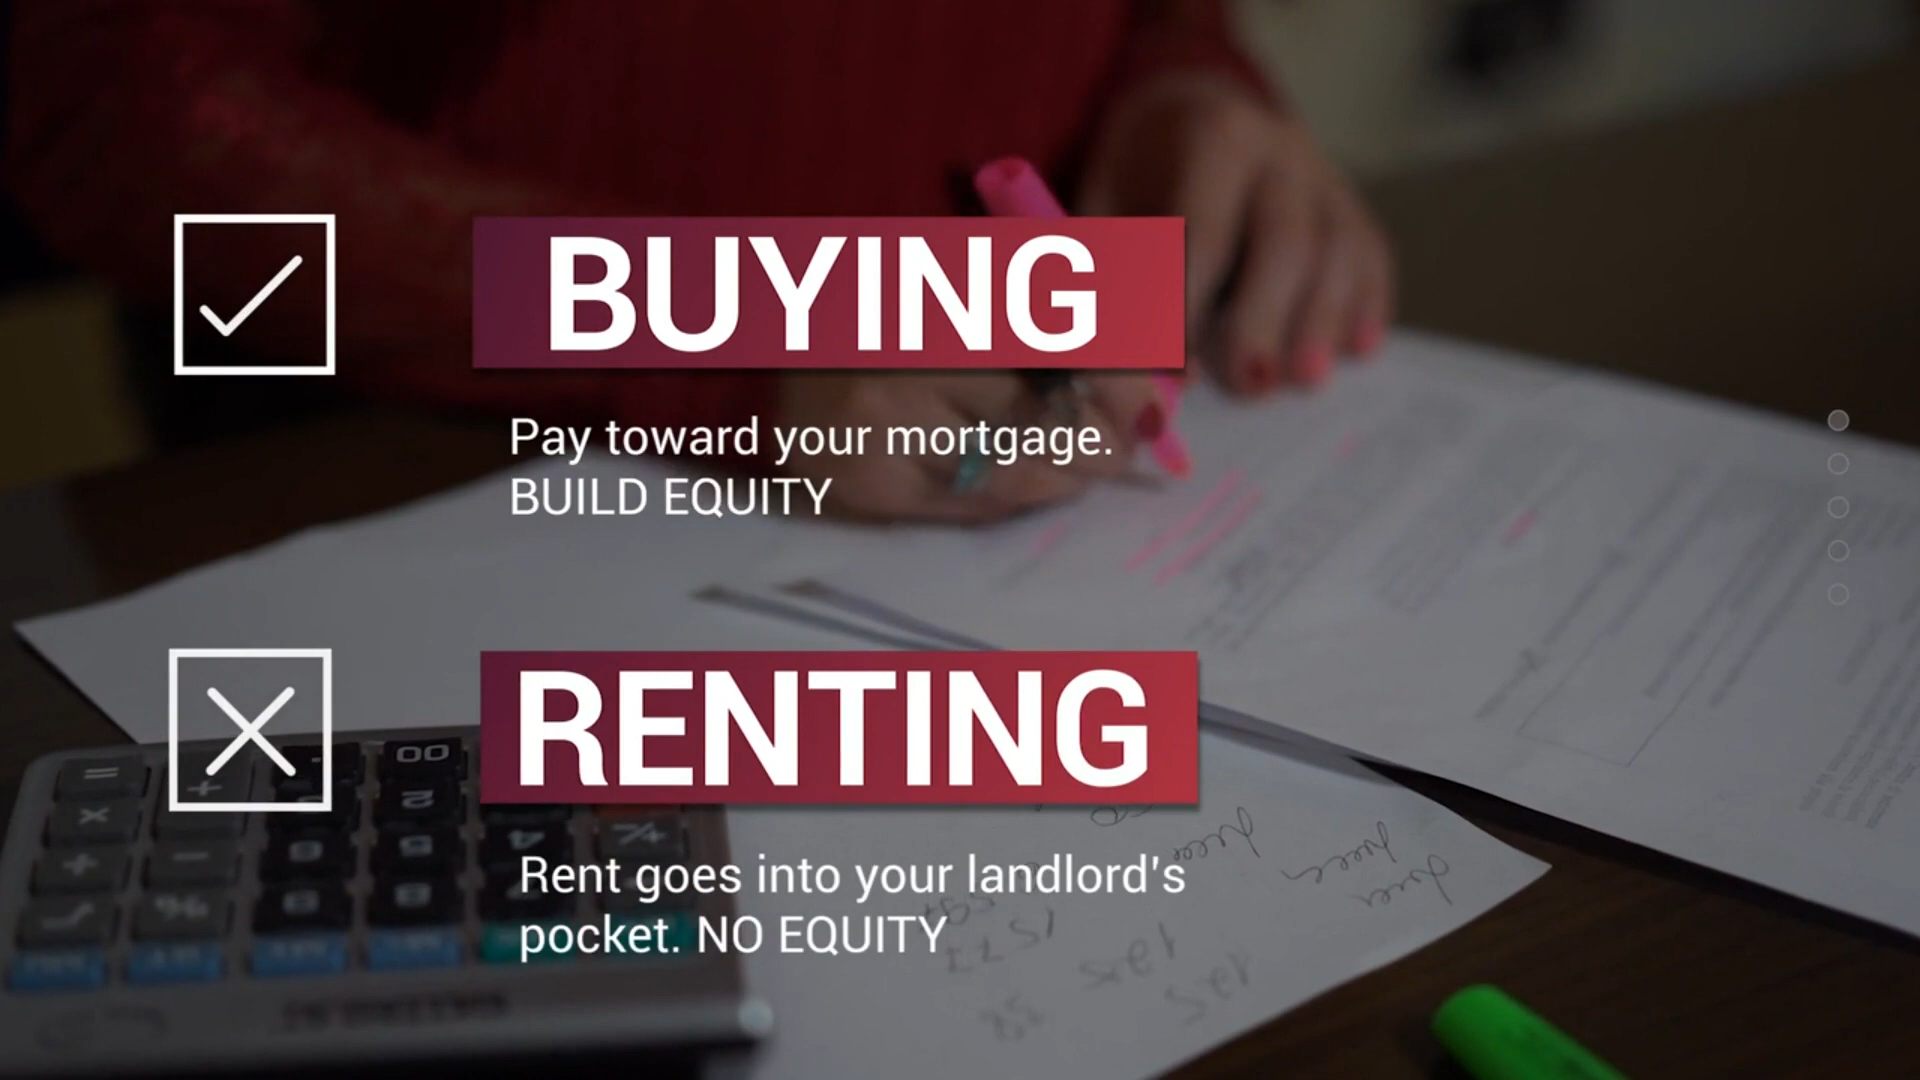 BUYING
Pay toward your mortgage.
BUILD EQUITY
RENTING
Rent goes into your landlord's
pocket. NO EQUITY